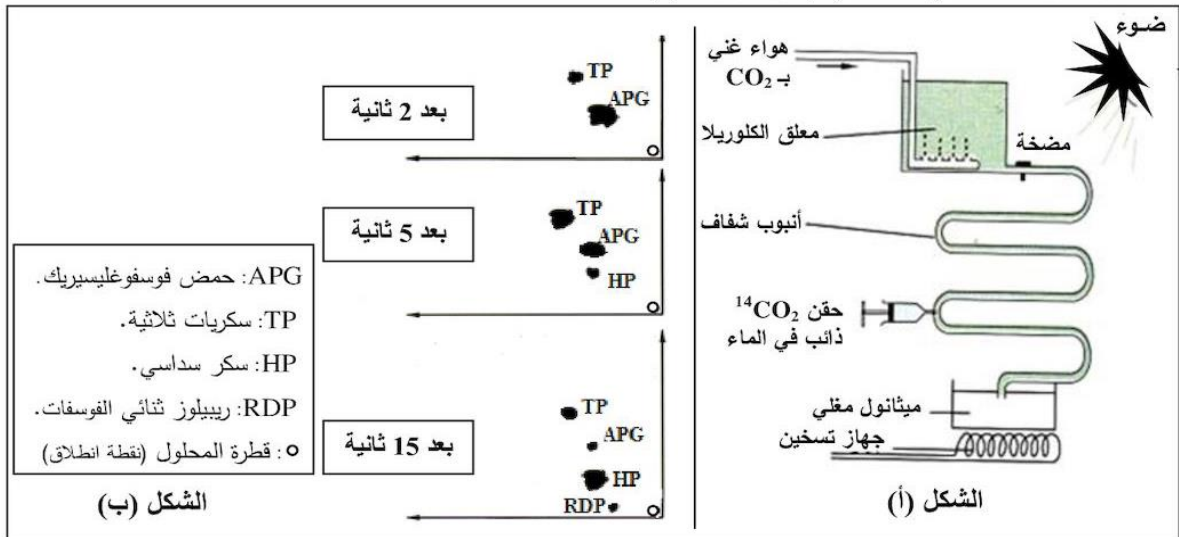 ضوء
هواء غني
بـ CO2
معلق الكلوريلا
مضخة
أنبوب شفاف
حقن 14CO2
ذائب في الماء
ميثانول مغلي
جهاز تسخين
الشكل (أ)
بعد 2 ثانية
TP
APG
بعد 5 ثانية
TP
APG
HP
بعد 15 ثانية
TP
APG
HP
RDP
APG: حمض فوسفوغليسيريك.
TP: سكريات ثلاثية.
HP: سكر سداسي.
RDP: ريبيلوز ثنائي الفوسفات.
o: قطرة المحلول (نقطة انطلاق)
الشكل (ب)